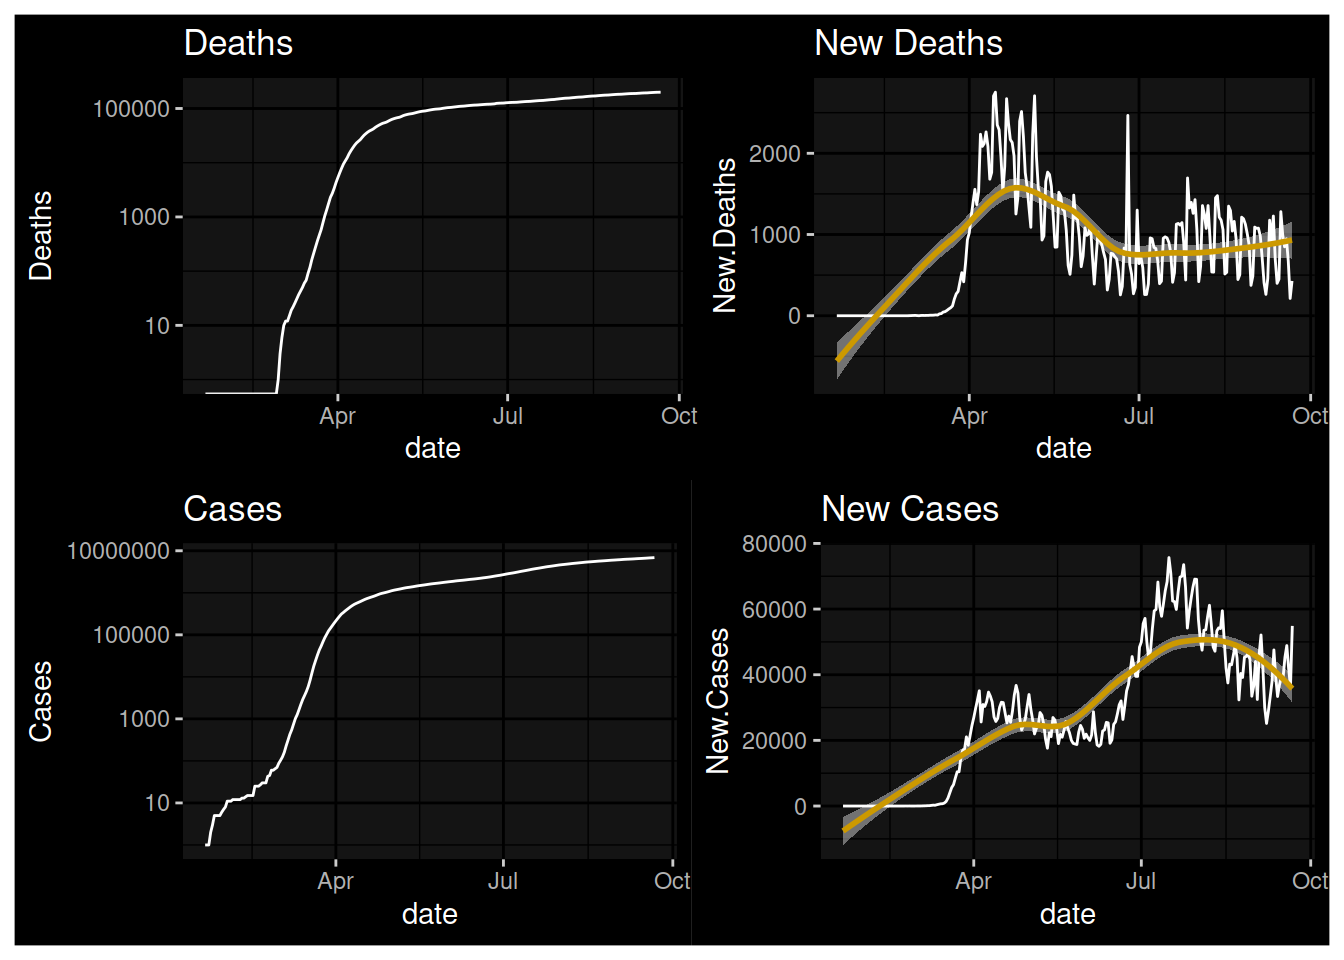 Deaths
Deaths
100000
1000
10
Apr
Jul
Oct
date
New Deaths
New.Deaths
2000
1000
0
Apr
Jul
Oct
date
Cases
Cases
10000000
100000
1000
10
Apr
Jul
Oct
date
New Cases
New.Cases
80000
60000
40000
20000
0
Apr
Jul
Oct
date